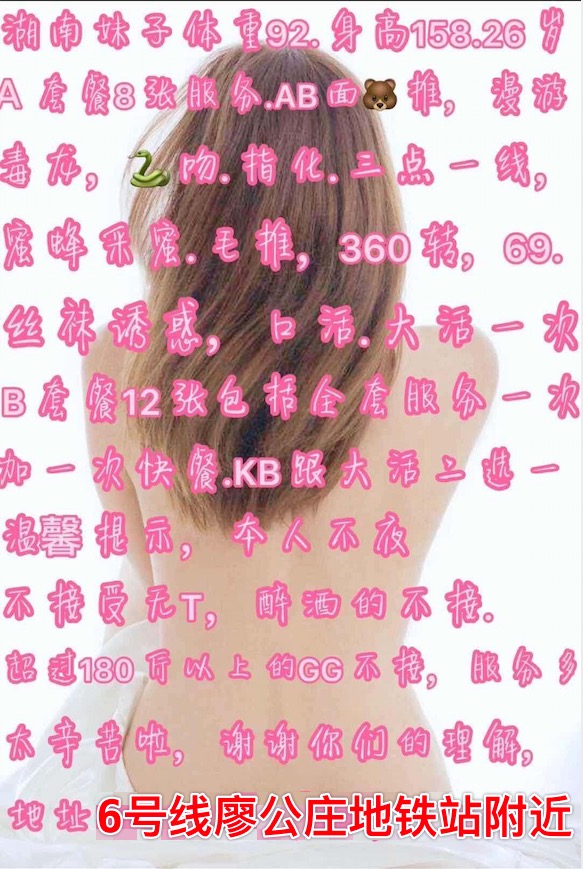 湖南妹子体重92.身高158.26岁
A套餐8张服务.AB面🐻推，漫游
毒龙，🐍吻.指化.三点一线，
蜜蜂采蜜.毛推，360转，69.
丝袜诱惑，口活.大活一次
B套餐12张包括全套服务一次
加一次快餐.KB跟大活二选一
温馨提示，本人不夜
不接受无T，醉酒的不接.
超过180斤以上的GG不接，服务多
太辛苦啦，谢谢你们的理解，
地址6号线廖公庄地铁站附近